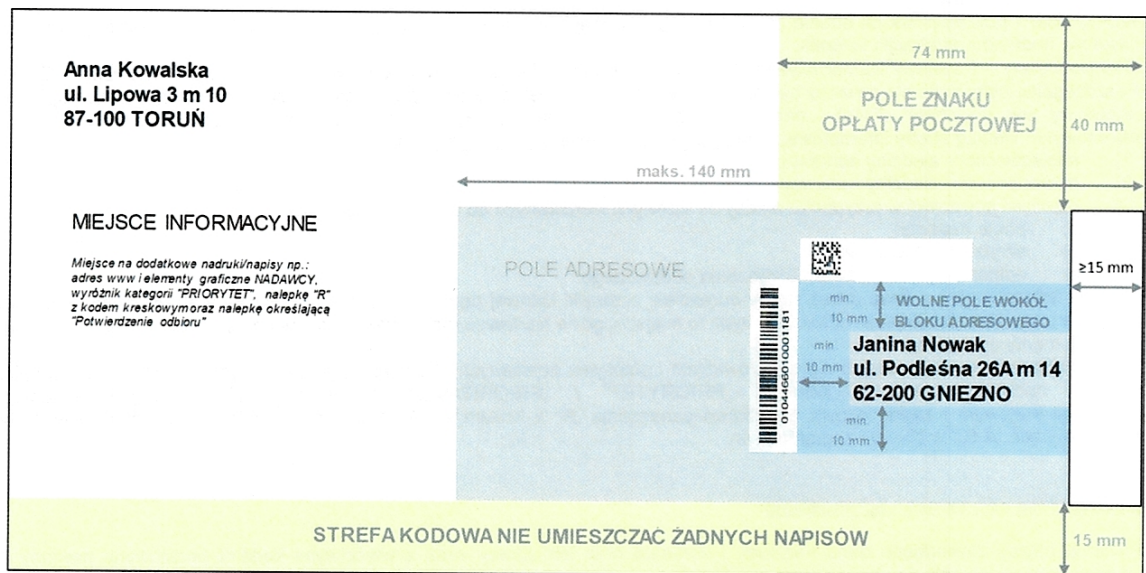 Anna Kowalska
ul. Lipowa 3 m 10
87-100 TORUŃ
74 mm
POLE ZNAKU
OPŁATY POCZTOWEJ
40 mm
maks. 140 mm
MIEJSCE INFORMACYJNE
Miejsce na dodatkowe nadruki/napisy np.:
adres www i elementy graficzne NADAWCY,
wyróżnik kategorii "PRIORYTET", nalepkę "R"
z kodem kreskowym oraz nalepkę określającą
"Potwierdzenie odbioru"
POLE ADRESOWE
≥15 mm
min.
10 mm
WOLNE POLE WOKÓŁ
BLOKU ADRESOWEGO
0104466010001181
min.
10 mm
Janina Nowak
ul. Podleśna 26A m 14
62-200 GNIEZNO
min.
10 mm
STREFA KODOWA NIE UMIESZCZAĆ ŻADNYCH NAPISÓW
15 mm